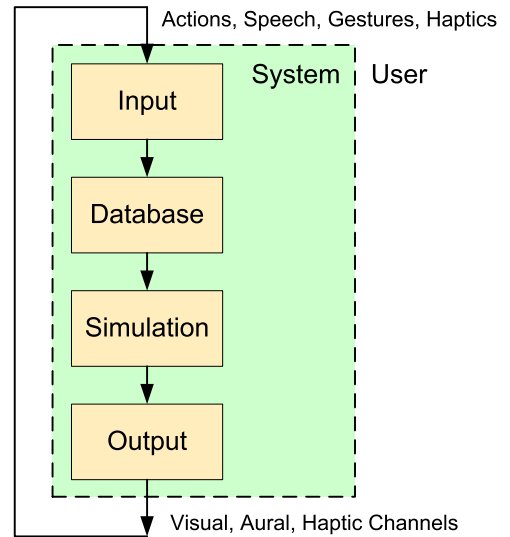 Actions, Speech, Gestures, Haptics
System User
Input
Database
Simulation
Output
Visual, Aural, Haptic Channels